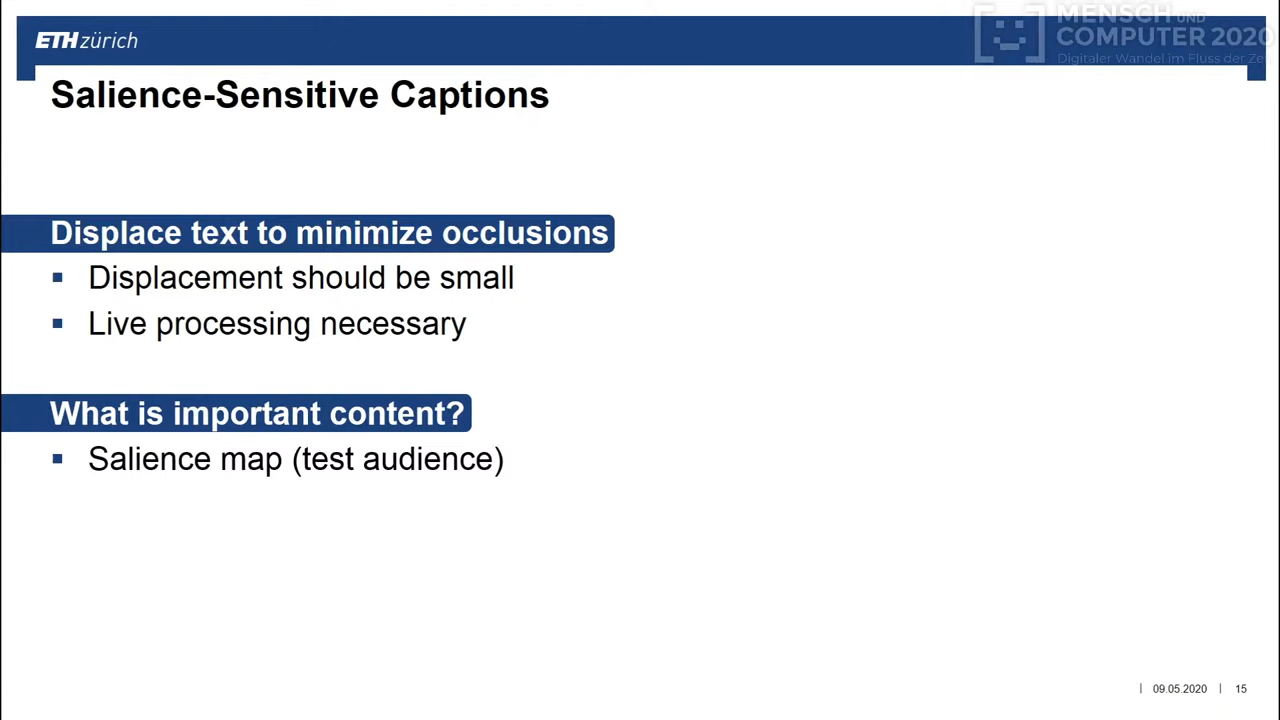 ETHzürich
MENSCH UND
COMPUTER 2020
Digitaler Wandel im Fluss der Ze
Salience-Sensitive Captions
Displace text to minimize occlusions
▪ Displacement should be small
▪ Live processing necessary
What is important content?
▪ Salience map (test audience)
| 09.05.2020 | 15